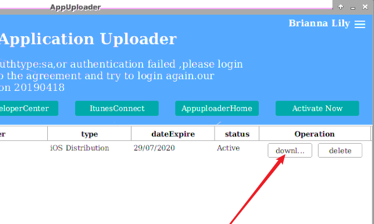 AppUploader
Brianna Lily
Application Uploader
uthtype:sa,or authentication failed ,please login
o the agreement and try to login again.our
on 20190418
eloperCenter
ItunesConnect
AppuploaderHome
Activate Now
er type dateExpire status Operation
iOS Distribution 29/07/2020 Active downl... delete